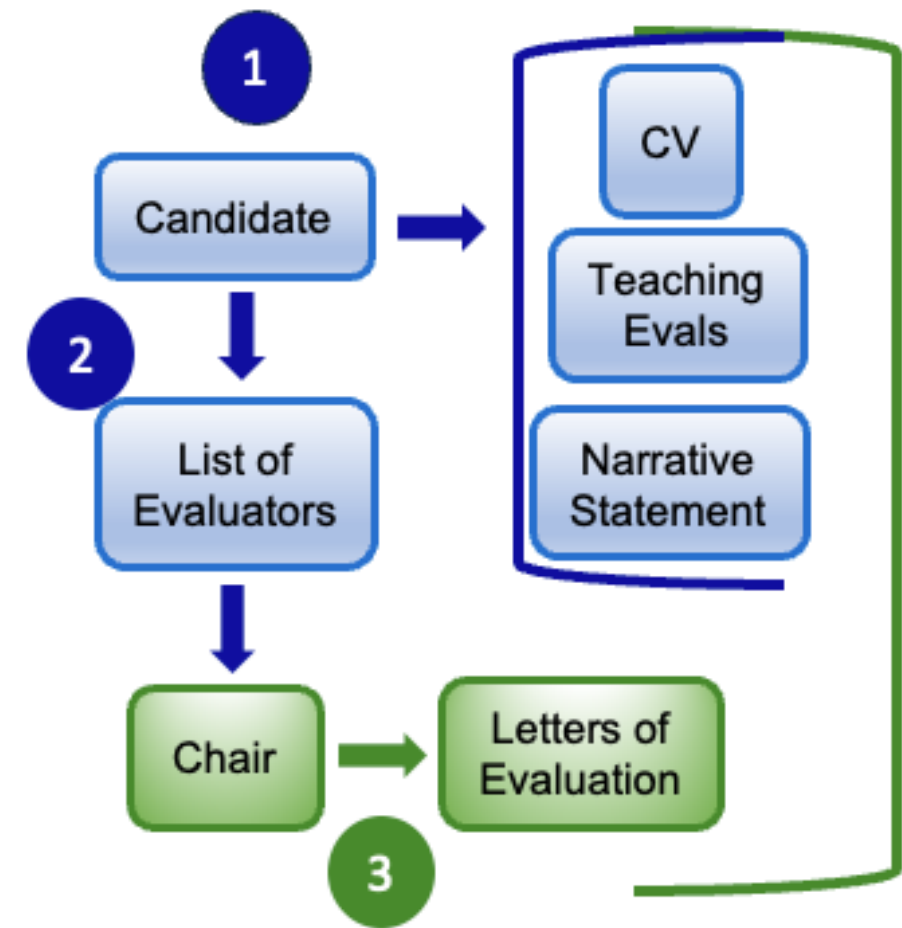 1
Candidate
CV
Teaching
Evals
2
List of
Evaluators
Narrative
Statement
Chair
Letters of
Evaluation
3